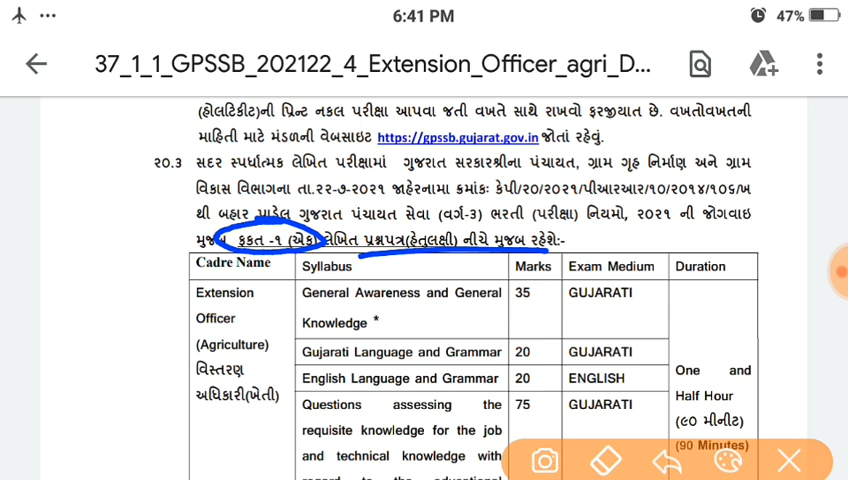 6:41 PM
47%
37_1_1_GPSSB_202122_4_Extension_Officer_agri_D...
(હોલટિકીટ)ની પ્રિન્ટ નકલ પરીક્ષા આપવા જતી વખતે સાથે રાખવો ફરજીયાત છે. વખતોવખતની
માહિતી માટે મંડળની વેબસાઇટ https://gpssb.gujarat.gov.in જોતાં રહેવું.
૨૦.૩ સદર સ્પર્ધાત્મક લેખિત પરીક્ષામાં ગુજરાત સરકારશ્રીના પંચાયત, ગ્રામ ગૃહ નિર્માણ અને ગ્રામ
વિકાસ વિભાગના તા.૨૨-૭-૨૦૨૧ જાહેરનામા ક્રમાંકઃ કેપી/૨૦/૨૦૨૧/પીઆરઆર/૧૦/૨૦૧૪/૧૦૬/ખ
થી બહાર પાડેલ ગુજરાત પંચાયત સેવા (વર્ગ-૩) ભરતી (પરીક્ષા) નિયમો, ૨૦૨૧ ની જોગવાઇ
મુજબ ફકત -૧ (એક) લેખિત પ્રશ્નપત્ર(હેતુલક્ષી) નીચે મુજબ રહેશેઃ-
Cadre Name Syllabus Marks Exam Medium Duration
Extension General Awareness and General 35 GUJARATI
Officer Knowledge *
(Agriculture) Gujarati Language and Grammar 20 GUJARATI
વિસ્તરણ English Language and Grammar 20 ENGLISH One and
અધિકારી(ખેતી) Questions assessing the 75 GUJARATI Half Hour
requisite knowledge for the job (૯૦ મીનીટ)
and technical knowledge with (90 Minutes)
regard to the educational